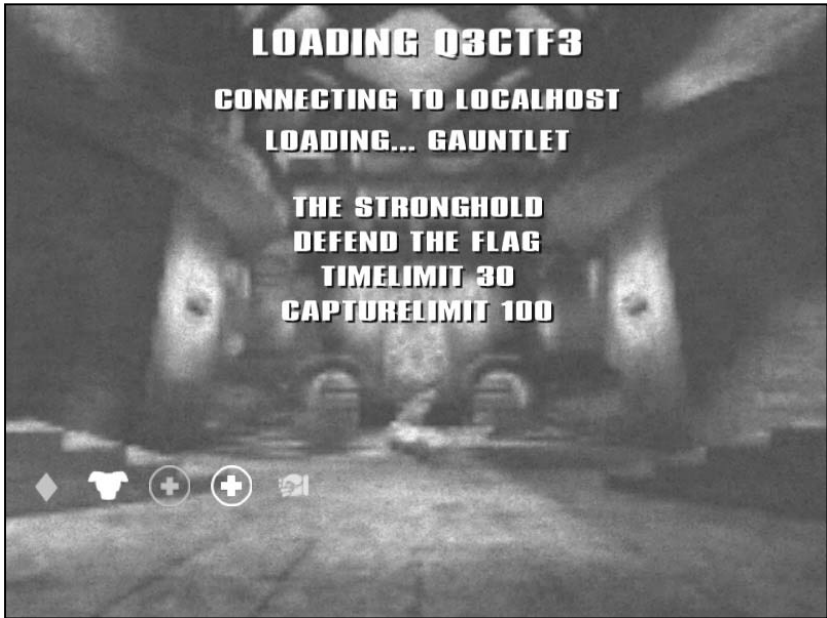 LOADING Q3CTF3
CONNECTING TO LOCALHOST
LOADING... GAUNTLET
THE STRONGHOLD
DEFEND THE FLAG
TIMELIMIT 30
CAPTURELIMIT 100